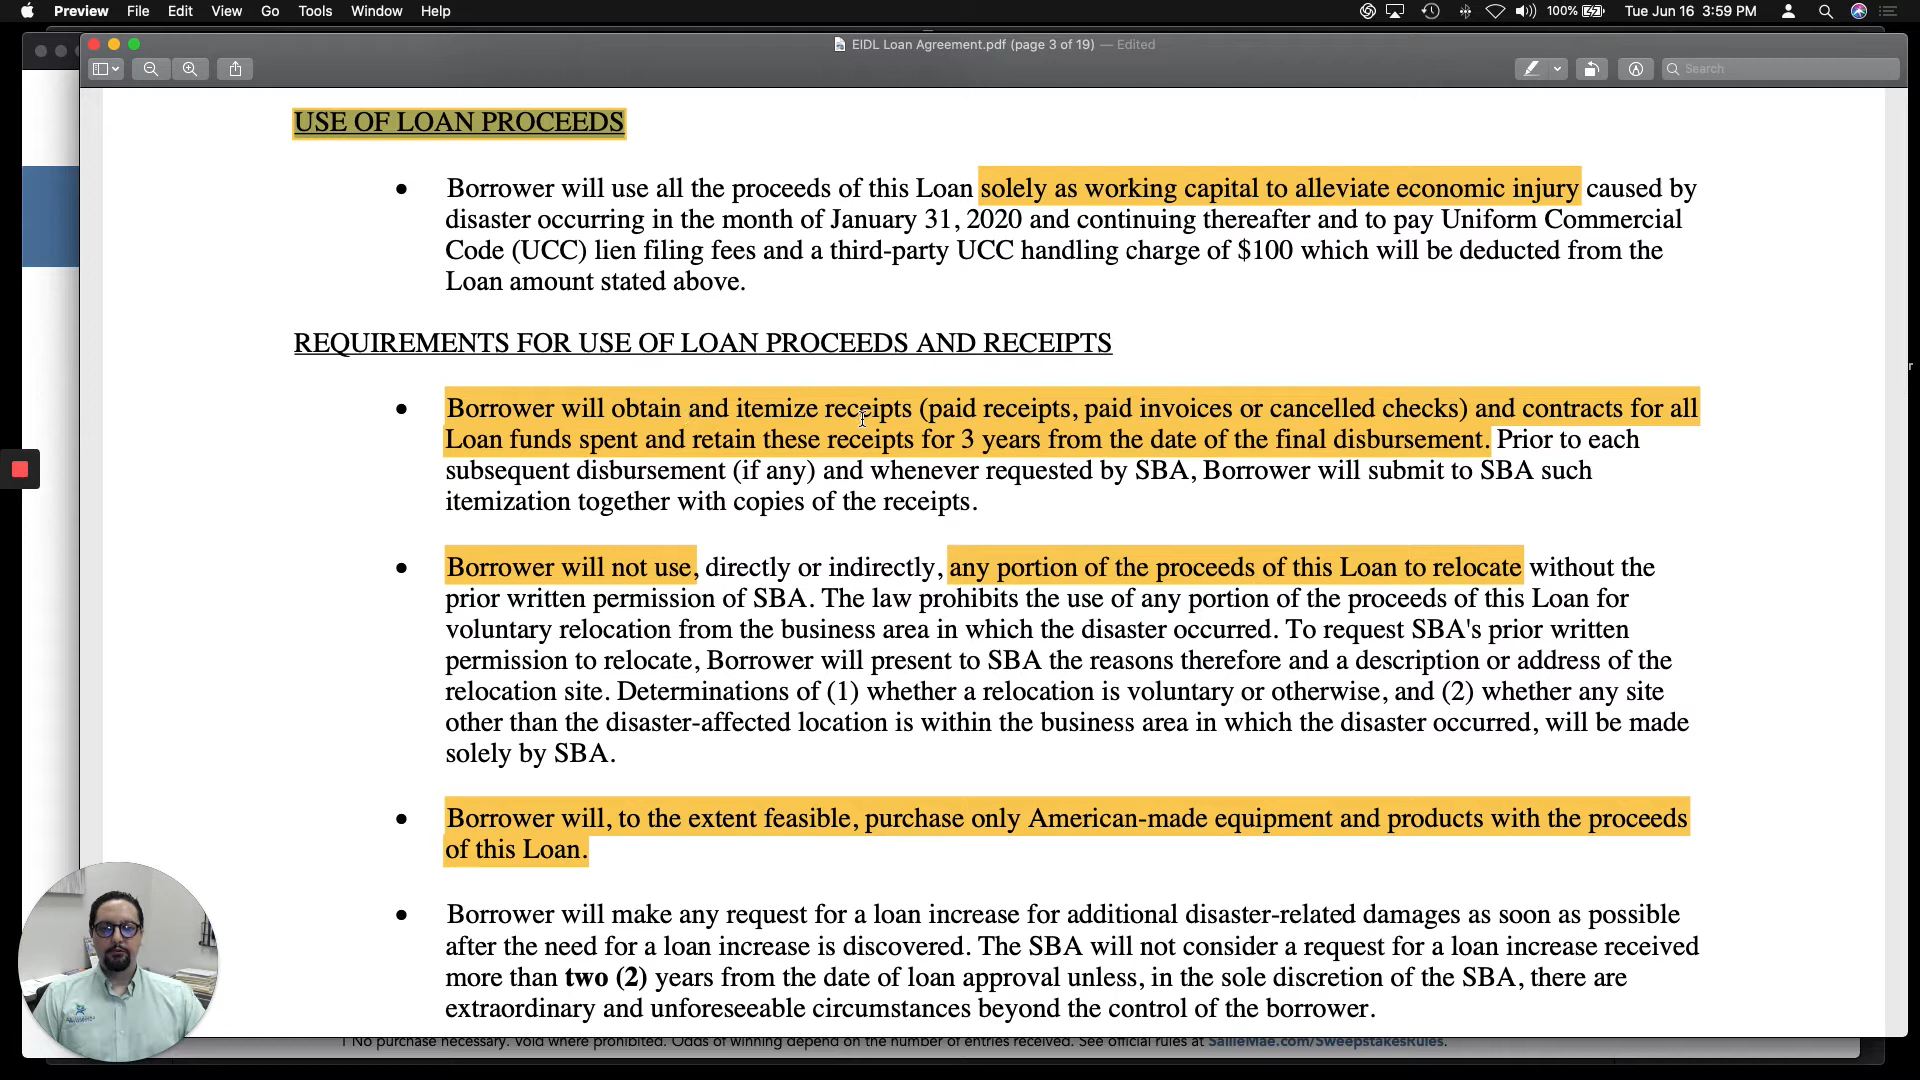 Preview File Edit View Go Tools Window Help 100% Tue Jun 16 3:59 PM
EIDL Loan Agreement.pdf (page 3 of 19) — Edited
Search
USE OF LOAN PROCEEDS
• Borrower will use all the proceeds of this Loan solely as working capital to alleviate economic injury caused by
disaster occurring in the month of January 31, 2020 and continuing thereafter and to pay Uniform Commercial
Code (UCC) lien filing fees and a third-party UCC handling charge of $100 which will be deducted from the
Loan amount stated above.
REQUIREMENTS FOR USE OF LOAN PROCEEDS AND RECEIPTS
• Borrower will obtain and itemize receipts (paid receipts, paid invoices or cancelled checks) and contracts for all
Loan funds spent and retain these receipts for 3 years from the date of the final disbursement. Prior to each
subsequent disbursement (if any) and whenever requested by SBA, Borrower will submit to SBA such
itemization together with copies of the receipts.
• Borrower will not use, directly or indirectly, any portion of the proceeds of this Loan to relocate without the
prior written permission of SBA. The law prohibits the use of any portion of the proceeds of this Loan for
voluntary relocation from the business area in which the disaster occurred. To request SBA's prior written
permission to relocate, Borrower will present to SBA the reasons therefore and a description or address of the
relocation site. Determinations of (1) whether a relocation is voluntary or otherwise, and (2) whether any site
other than the disaster-affected location is within the business area in which the disaster occurred, will be made
solely by SBA.
• Borrower will, to the extent feasible, purchase only American-made equipment and products with the proceeds
of this Loan.
• Borrower will make any request for a loan increase for additional disaster-related damages as soon as possible
after the need for a loan increase is discovered. The SBA will not consider a request for a loan increase received
more than two (2) years from the date of loan approval unless, in the sole discretion of the SBA, there are
extraordinary and unforeseeable circumstances beyond the control of the borrower.
No purchase necessary. Void where prohibited. Odds of winning depend on the number of entries received. See official rules at SallieMae.com/SweepstakesRules.